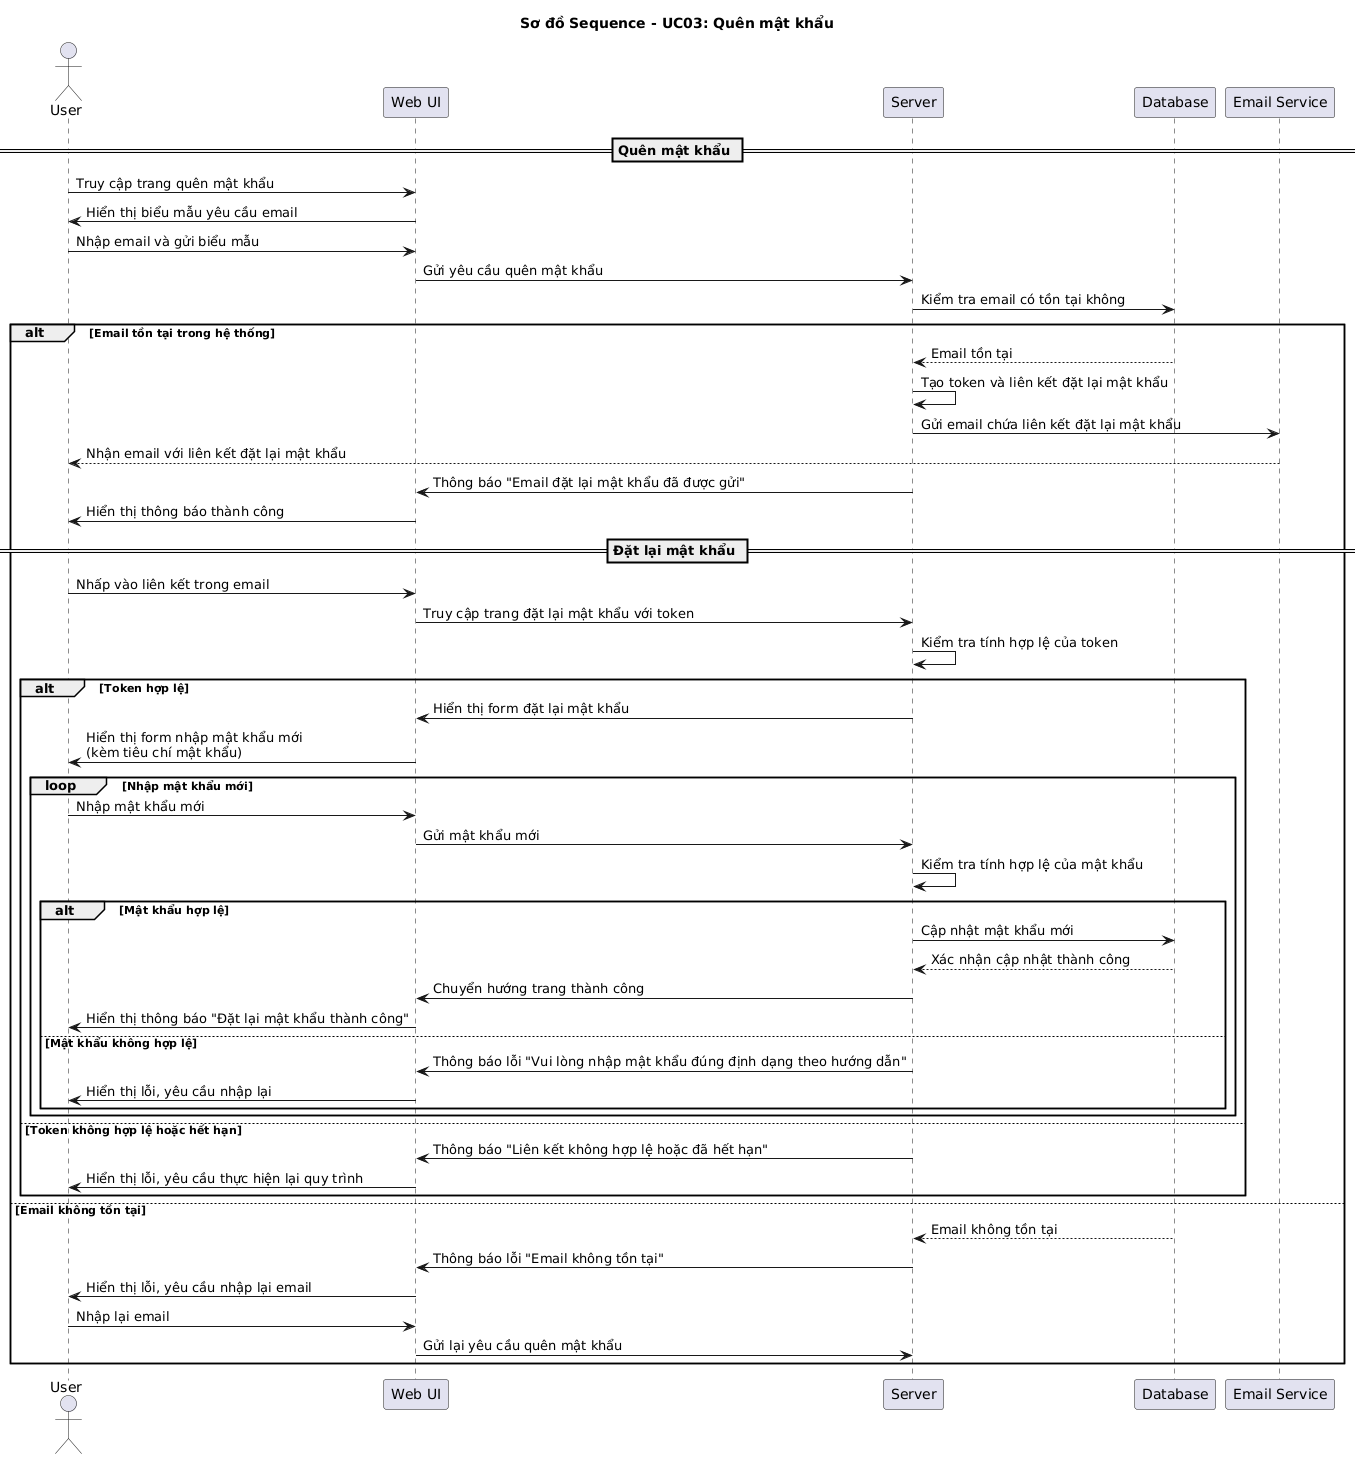 Sơ đồ Sequence - UC03: Quên mật khẩu
User
Web UI
Server
Database
Email Service
Quên mật khẩu
Truy cập trang quên mật khẩu
Hiển thị biểu mẫu yêu cầu email
Nhập email và gửi biểu mẫu
Gửi yêu cầu quên mật khẩu
Kiểm tra email có tồn tại không
alt [Email tồn tại trong hệ thống]
Email tồn tại
Tạo token và liên kết đặt lại mật khẩu
Gửi email chứa liên kết đặt lại mật khẩu
Nhận email với liên kết đặt lại mật khẩu
Thông báo "Email đặt lại mật khẩu đã được gửi"
Hiển thị thông báo thành công
Đặt lại mật khẩu
Nhấp vào liên kết trong email
Truy cập trang đặt lại mật khẩu với token
Kiểm tra tính hợp lệ của token
alt [Token hợp lệ]
Hiển thị form đặt lại mật khẩu
Hiển thị form nhập mật khẩu mới
(kèm tiêu chí mật khẩu)
loop [Nhập mật khẩu mới]
Nhập mật khẩu mới
Gửi mật khẩu mới
Kiểm tra tính hợp lệ của mật khẩu
alt [Mật khẩu hợp lệ]
Cập nhật mật khẩu mới
Xác nhận cập nhật thành công
Chuyển hướng trang thành công
Hiển thị thông báo "Đặt lại mật khẩu thành công"
[Mật khẩu không hợp lệ]
Thông báo lỗi "Vui lòng nhập mật khẩu đúng định dạng theo hướng dẫn"
Hiển thị lỗi, yêu cầu nhập lại
[Token không hợp lệ hoặc hết hạn]
Thông báo "Liên kết không hợp lệ hoặc đã hết hạn"
Hiển thị lỗi, yêu cầu thực hiện lại quy trình
[Email không tồn tại]
Email không tồn tại
Thông báo lỗi "Email không tồn tại"
Hiển thị lỗi, yêu cầu nhập lại email
Nhập lại email
Gửi lại yêu cầu quên mật khẩu
User
Web UI
Server
Database
Email Service